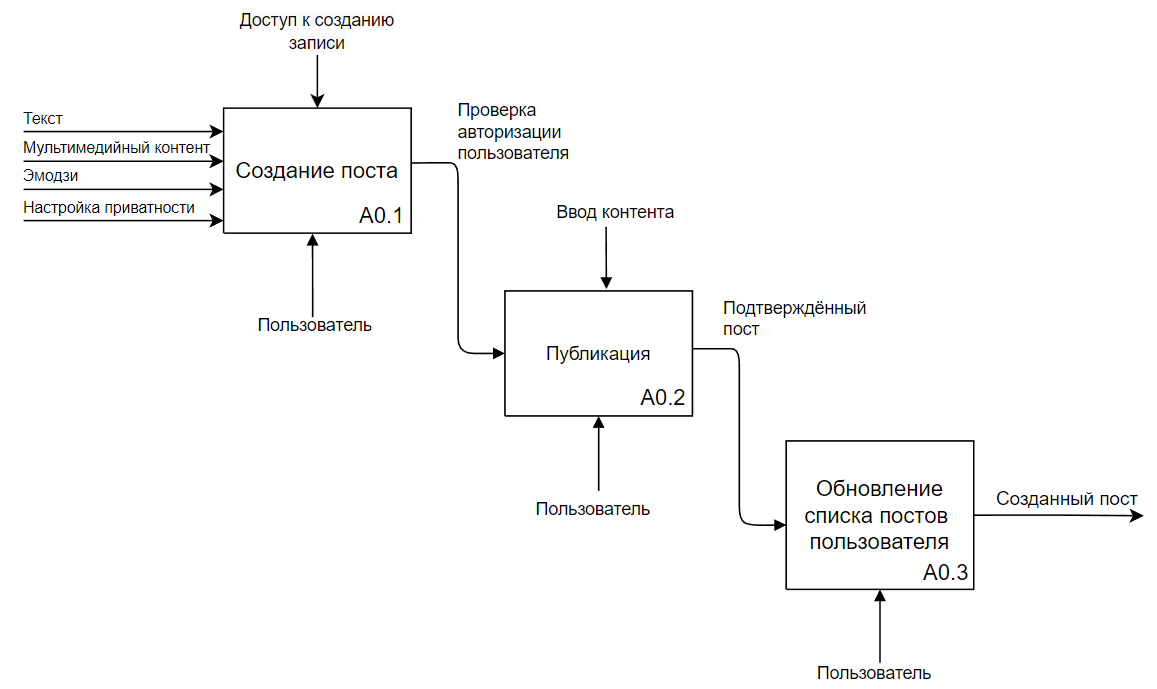 Доступ к созданию
записи
Текст
Мультимедийный контент
Эмодзи
Настройка приватности
Создание поста
A0.1
Пользователь
Проверка
авторизации
пользователя
Ввод контента
Публикация
A0.2
Пользователь
Подтверждённый
пост
Обновление
списка постов
пользователя
A0.3
Созданный пост
Пользователь